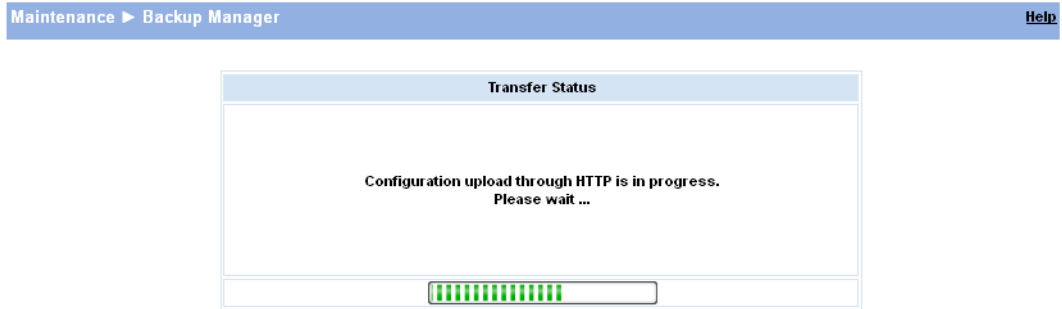 Maintenance ► Backup Manager
Help
Transfer Status
Configuration upload through HTTP is in progress.
Please wait ...